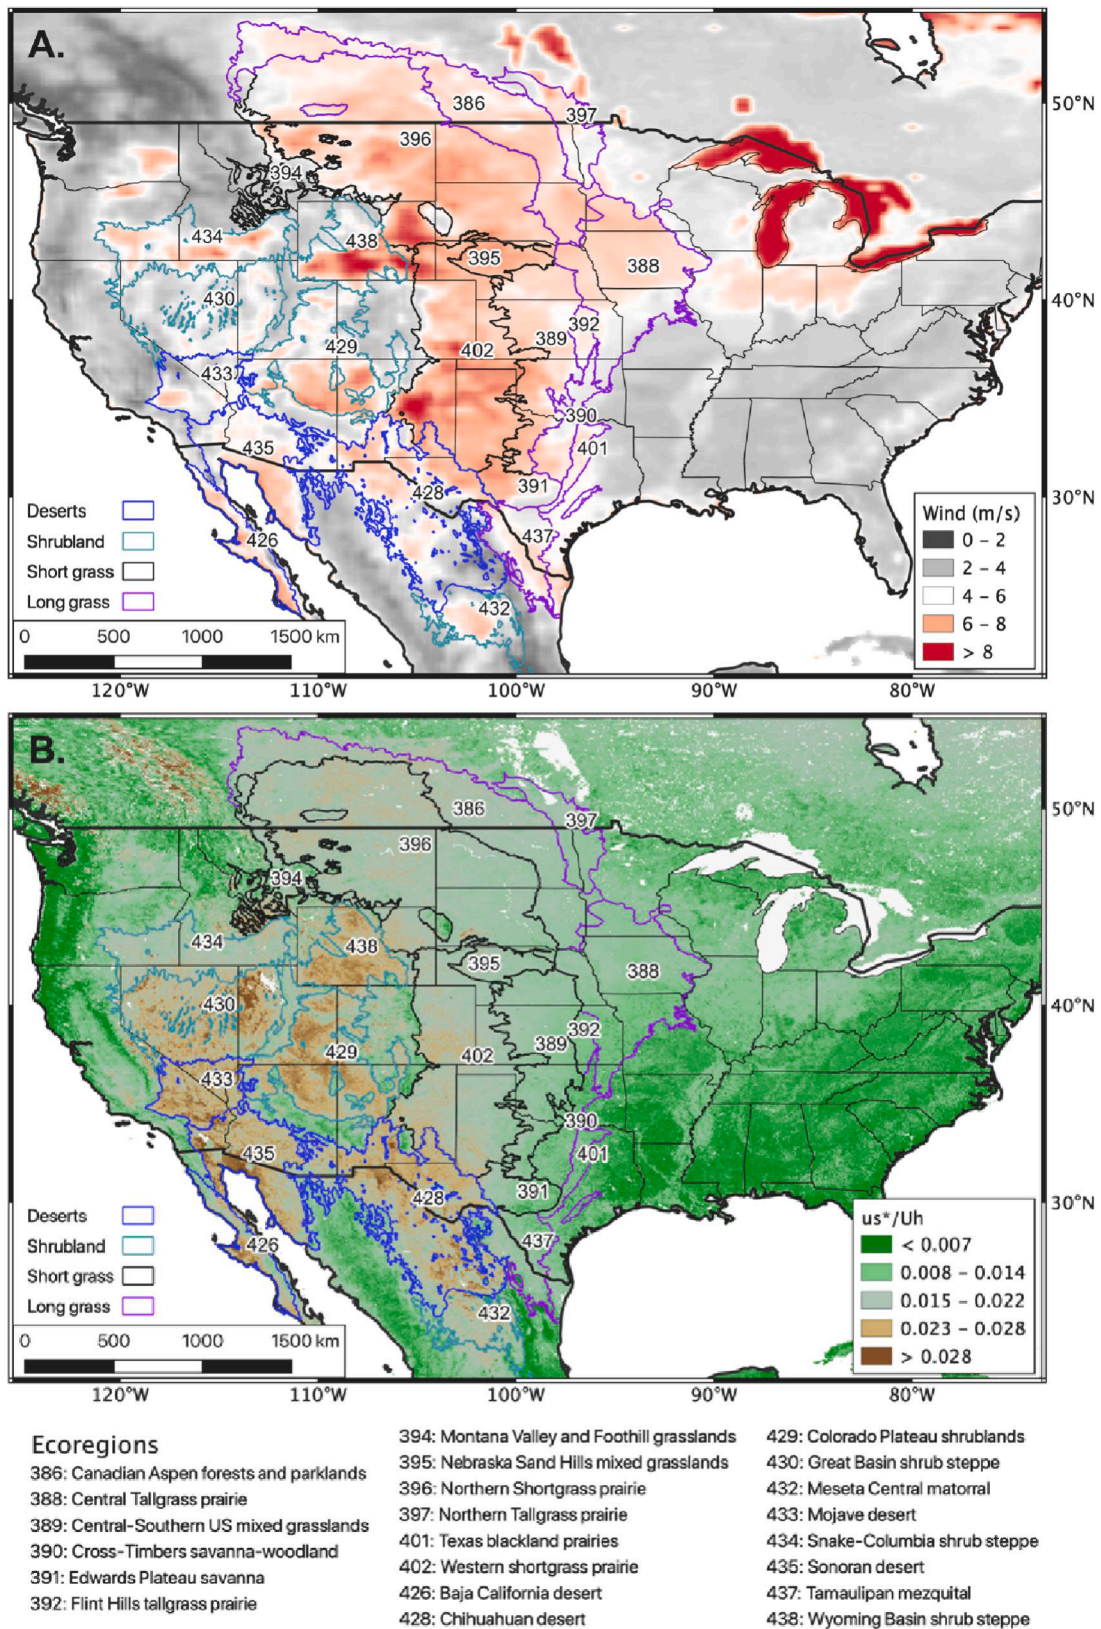 A.
386
397
50°N
396
394
434
438
395
388
430
40°N
392
389
429
402
433
390
435
401
391
428
30°N
437
426
432
Deserts
Shrubland
Short grass
Long grass
0 500 1000 1500 km
Wind (m/s)
0 – 2
2 – 4
4 – 6
6 – 8
> 8
120°W 110°W 100°W 90°W 80°W
B.
386
397
50°N
396
394
434
438
395
388
430
40°N
392
389
429
402
433
390
435
401
391
428
30°N
437
426
432
Deserts
Shrubland
Short grass
Long grass
0 500 1000 1500 km
us*/Uh
< 0.007
0.008 – 0.014
0.015 – 0.022
0.023 – 0.028
> 0.028
120°W 110°W 100°W 90°W 80°W
Ecoregions
386: Canadian Aspen forests and parklands
388: Central Tallgrass prairie
389: Central-Southern US mixed grasslands
390: Cross-Timbers savanna-woodland
391: Edwards Plateau savanna
392: Flint Hills tallgrass prairie
394: Montana Valley and Foothill grasslands
395: Nebraska Sand Hills mixed grasslands
396: Northern Shortgrass prairie
397: Northern Tallgrass prairie
401: Texas blackland prairies
402: Western shortgrass prairie
426: Baja California desert
428: Chihuahuan desert
429: Colorado Plateau shrublands
430: Great Basin shrub steppe
432: Meseta Central matorral
433: Mojave desert
434: Snake-Columbia shrub steppe
435: Sonoran desert
437: Tamaulipan mezquital
438: Wyoming Basin shrub steppe